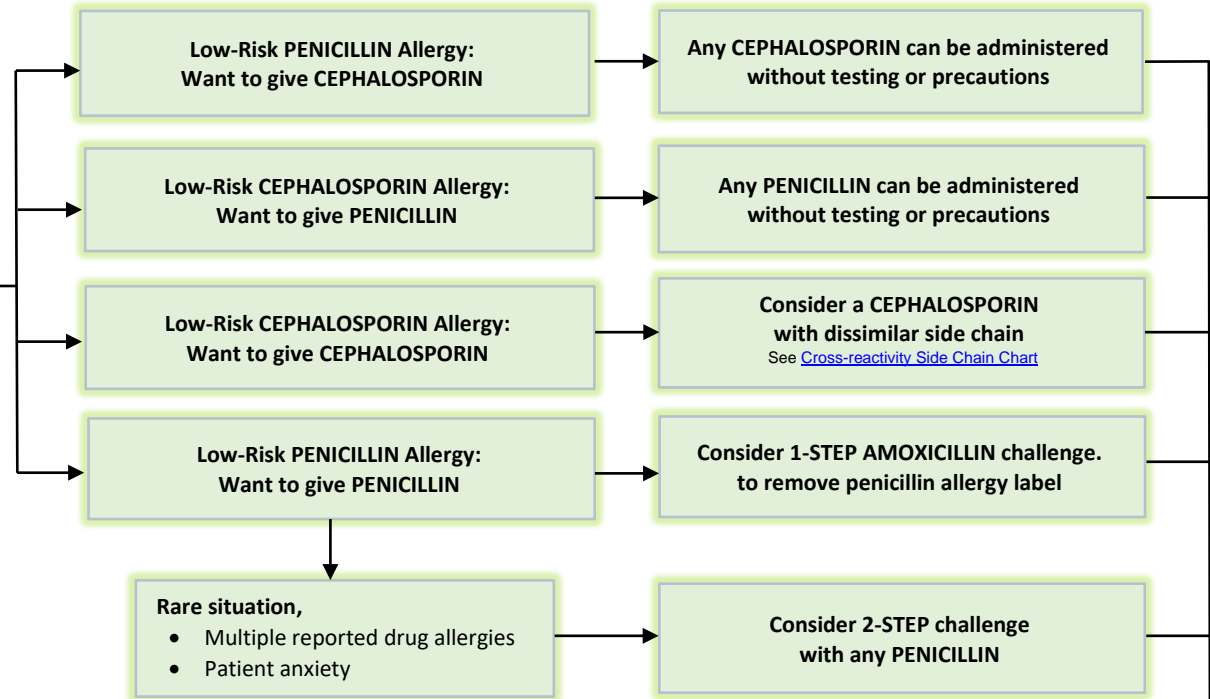 Low-Risk PENICILLIN Allergy:
Want to give CEPHALOSPORIN
Any CEPHALOSPORIN can be administered
without testing or precautions
Low-Risk CEPHALOSPORIN Allergy:
Want to give PENICILLIN
Any PENICILLIN can be administered
without testing or precautions
Low-Risk CEPHALOSPORIN Allergy:
Want to give CEPHALOSPORIN
Consider a CEPHALOSPORIN
with dissimilar side chain
See Cross-reactivity Side Chain Chart
Low-Risk PENICILLIN Allergy:
Want to give PENICILLIN
Consider 1-STEP AMOXICILLIN challenge.
to remove penicillin allergy label
Rare situation,
• Multiple reported drug allergies
• Patient anxiety
Consider 2-STEP challenge
with any PENICILLIN